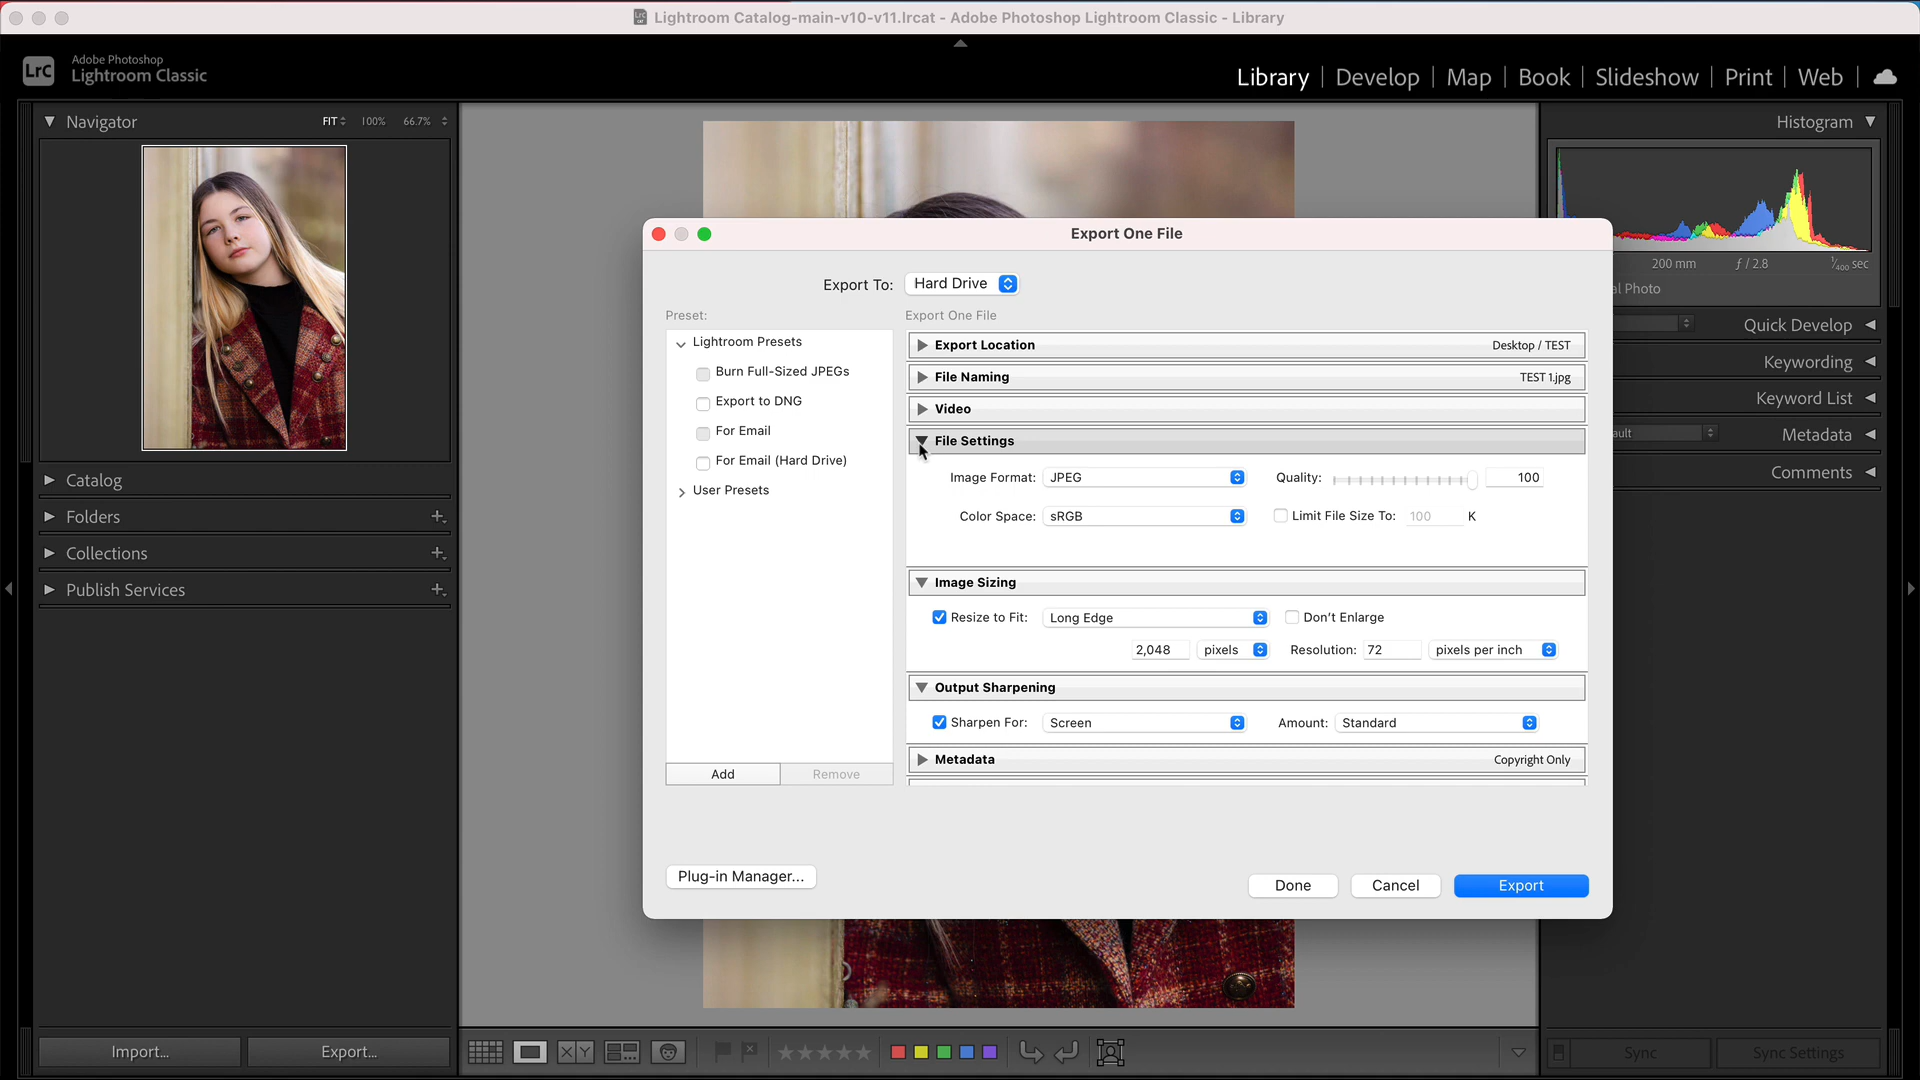 Lightroom Catalog-main-v10-v11.lrcat - Adobe Photoshop Lightroom Classic - Library
LrC
Adobe Photoshop
Lightroom Classic
Library | Develop | Map | Book | Slideshow | Print | Web
Navigator FIT 100% 66.7%
Histogram
200 mm f / 2.8 1/400 sec
al Photo
Quick Develop
Keywording
Keyword List
ault Metadata
Comments
Catalog
Folders
Collections
Publish Services
Export One File
Export To: Hard Drive
Preset:
Lightroom Presets
Burn Full-Sized JPEGs
Export to DNG
For Email
For Email (Hard Drive)
User Presets
Add Remove
Export One File
Export Location Desktop / TEST
File Naming TEST 1.jpg
Video
File Settings
Image Format: JPEG Quality: 100
Color Space: sRGB Limit File Size To: 100 K
Image Sizing
Resize to Fit: Long Edge Don't Enlarge
2,048 pixels Resolution: 72 pixels per inch
Output Sharpening
Sharpen For: Screen Amount: Standard
Metadata Copyright Only
Plug-in Manager...
Done Cancel Export
Import... Export...
X Y
Sync Sync Settings